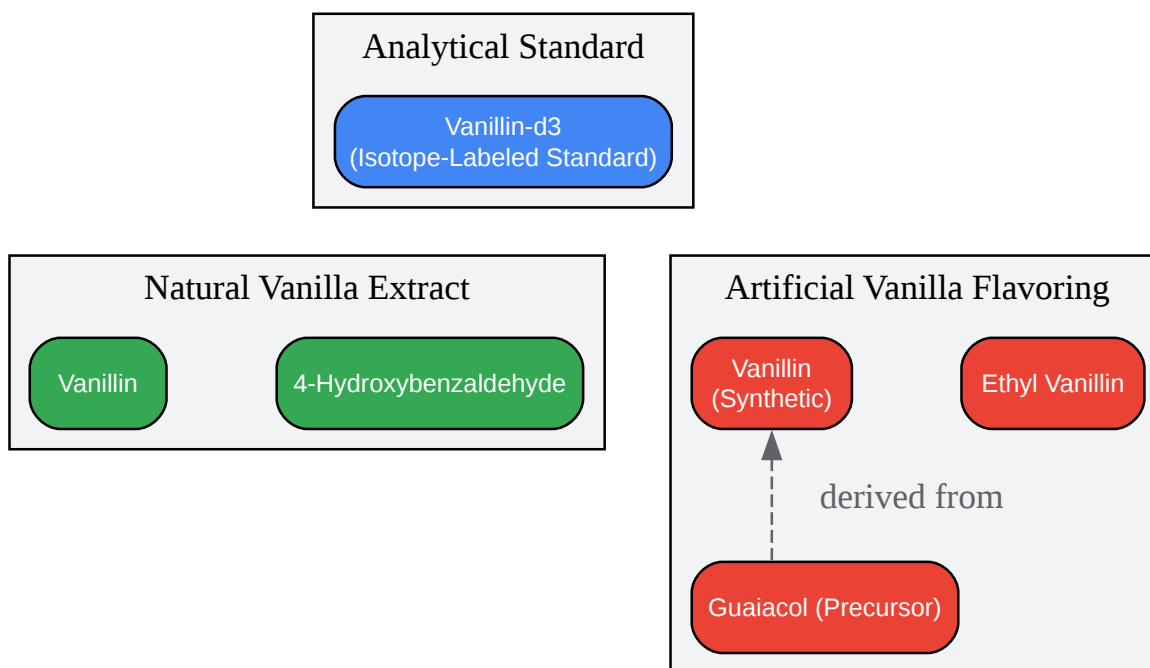 Analytical Standard
Vanillin-d3
(Isotope-Labeled Standard)
Natural Vanilla Extract
Vanillin
4-Hydroxybenzaldehyde
Artificial Vanilla Flavoring
Vanillin
(Synthetic)
Ethyl Vanillin
derived from
Guaiacol (Precursor)